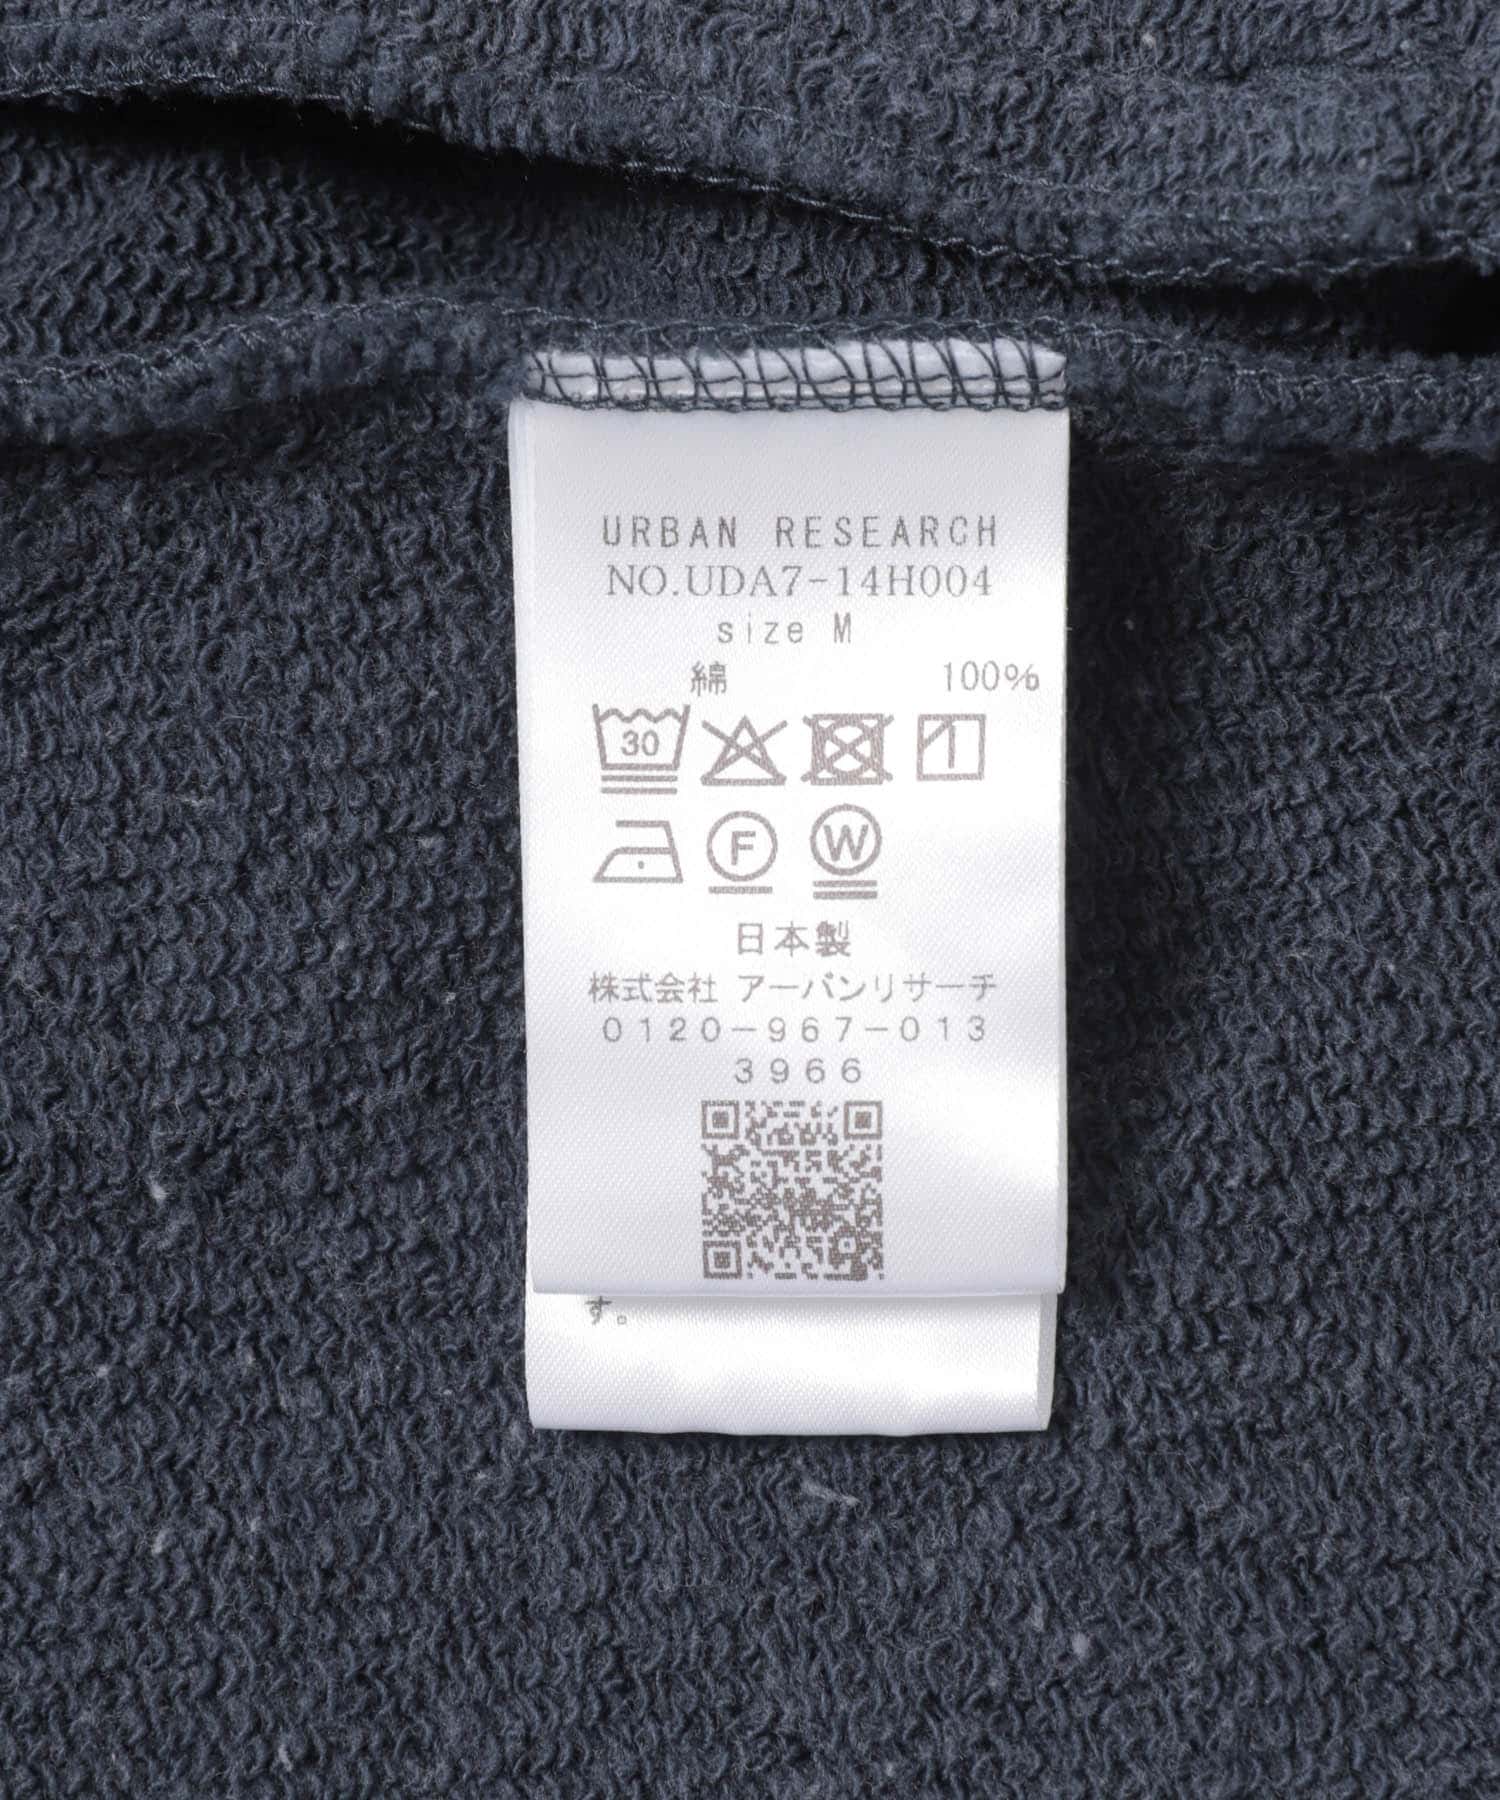 URBAN RESEARCH
NO.UDA7-14H004
size M
綿 100%
30
F W
日本製
株式会社 アーバンリサーチ
0120-967-013
3966
す。